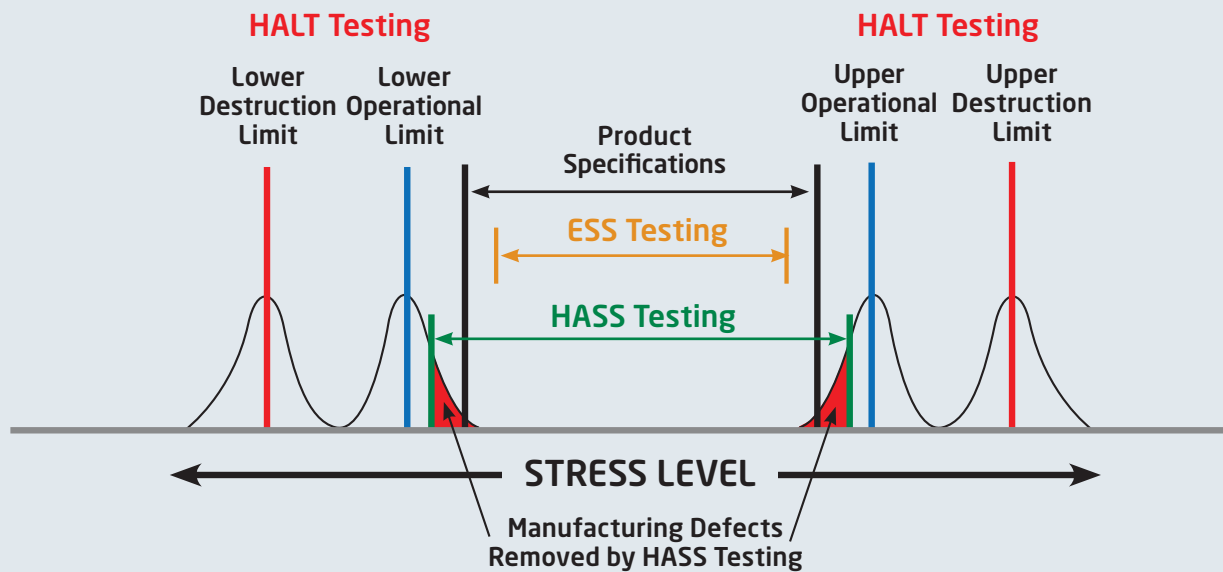 HALT Testing
HALT Testing
Lower
Destruction
Limit
Lower
Operational
Limit
Product
Specifications
Upper
Operational
Limit
Upper
Destruction
Limit
ESS Testing
HASS Testing
STRESS LEVEL
Manufacturing Defects
Removed by HASS Testing